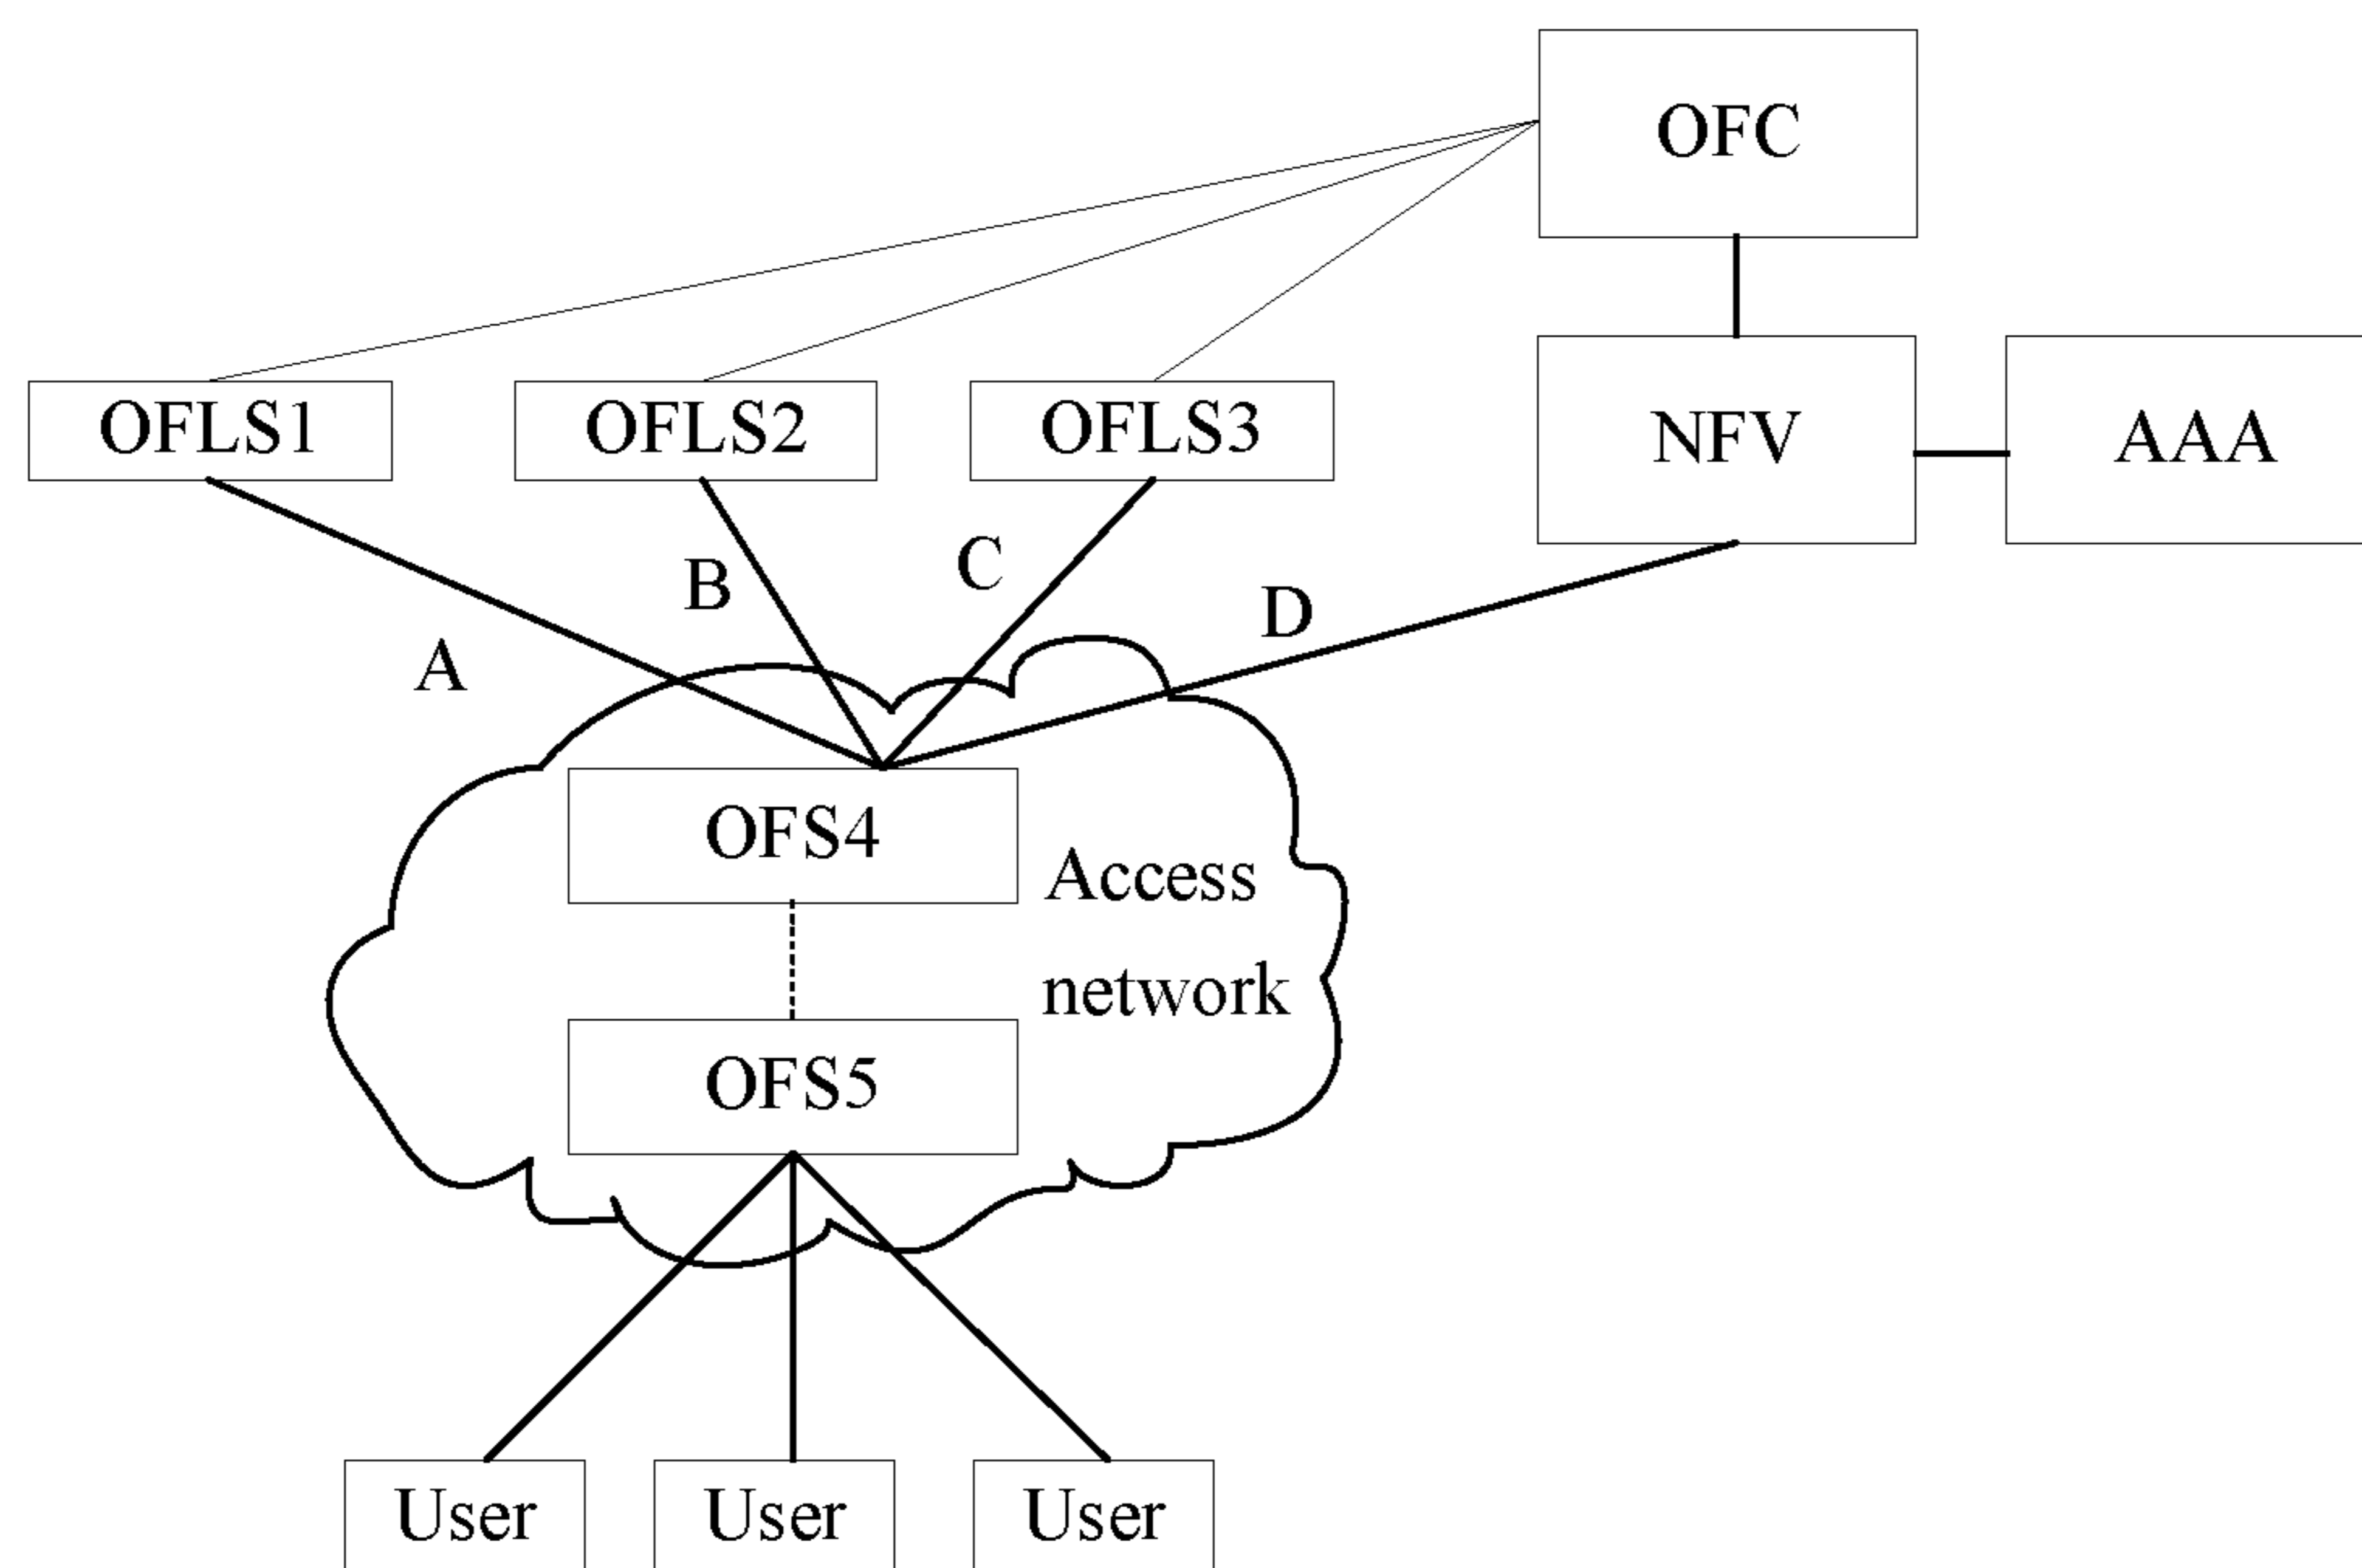 OFC
OFLS1
OFLS2
OFLS3
NFV
AAA
A
B
C
D
OFS4
Access
network
OFS5
User
User
User